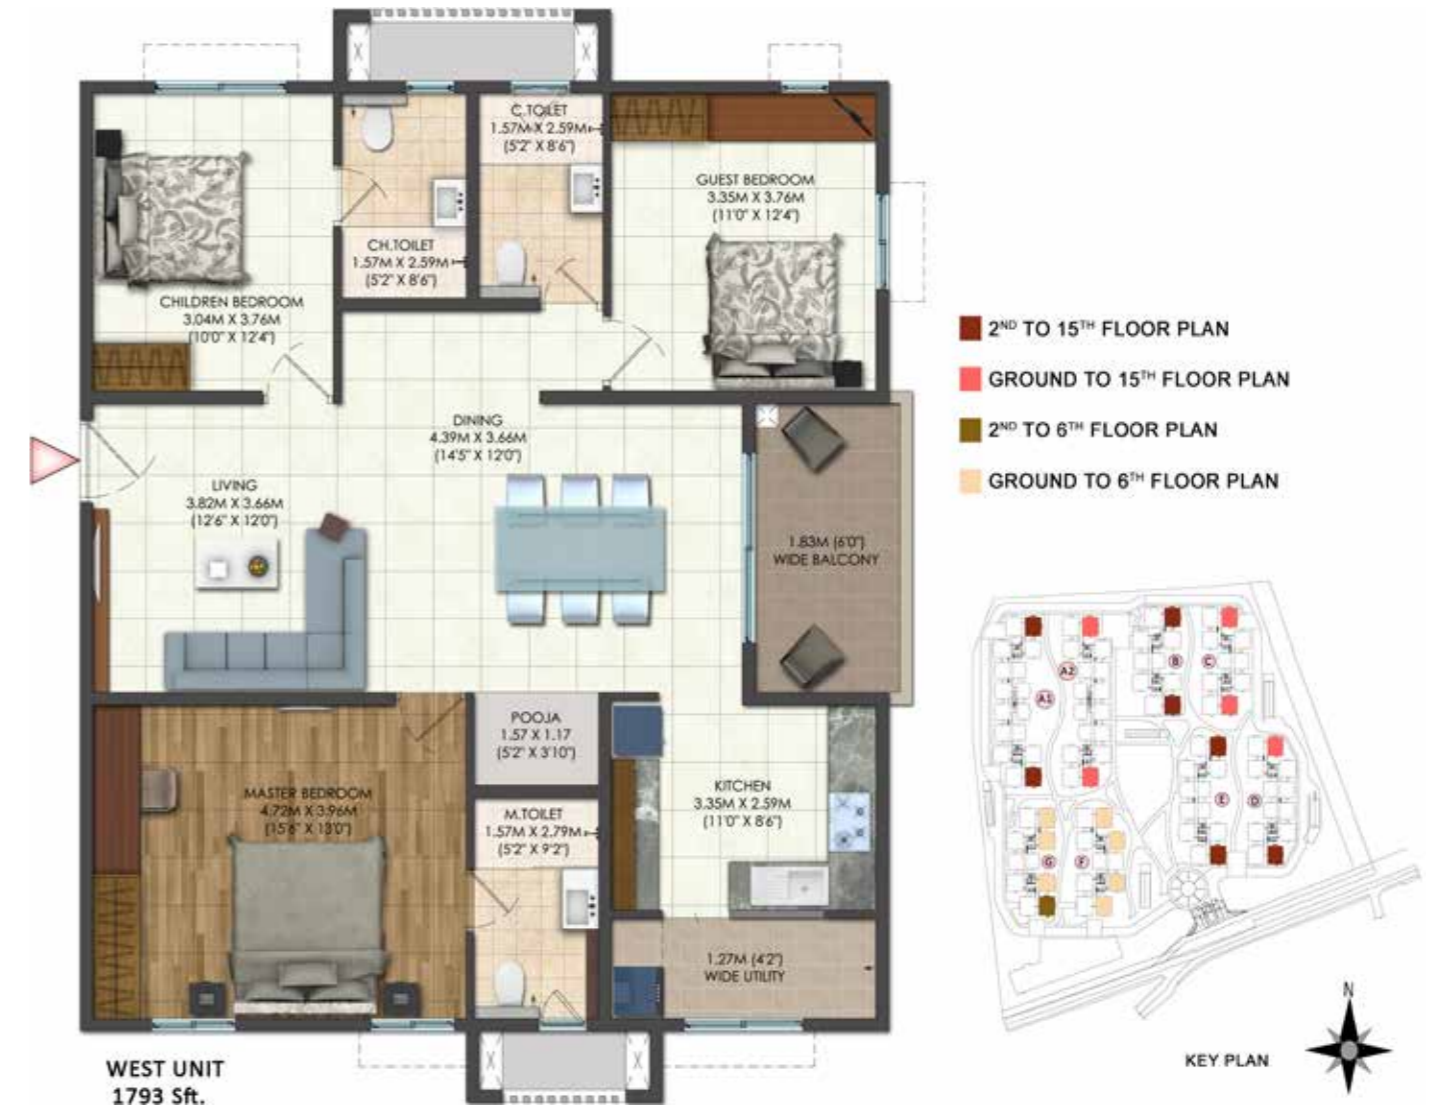 C.TOILET
1.57M X 2.59M
(5'2" X 8'6")
GUEST BEDROOM
3.35M X 3.76M
(11'0" X 12'4")
CH.TOILET
1.57M X 2.59M
(5'2" X 8'6")
CHILDREN BEDROOM
3.04M X 3.76M
(10'0" X 12'4")
DINING
4.39M X 3.66M
(14'5" X 12'0")
LIVING
3.82M X 3.66M
(12'6" X 12'0")
1.83M (6'0")
WIDE BALCONY
POOJA
1.57 X 1.17
(5'2" X 3'10")
MASTER BEDROOM
4.72M X 3.96M
(15'6" X 13'0")
M.TOILET
1.57M X 2.79M
(5'2" X 9'2")
KITCHEN
3.35M X 2.59M
(11'0" X 8'6")
1.27M (4'2")
WIDE UTILITY
WEST UNIT
1793 Sft.
2ND TO 15TH FLOOR PLAN
GROUND TO 15TH FLOOR PLAN
2ND TO 6TH FLOOR PLAN
GROUND TO 6TH FLOOR PLAN
A2
B
C
A1
E
D
G
F
N
KEY PLAN